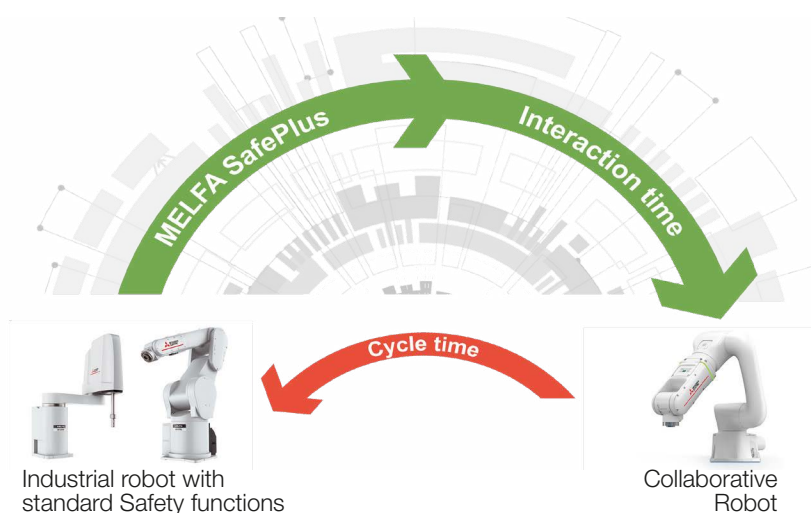 MELFA SafePlus
Interaction time
Cycle time
Industrial robot with
standard Safety functions
Collaborative
Robot